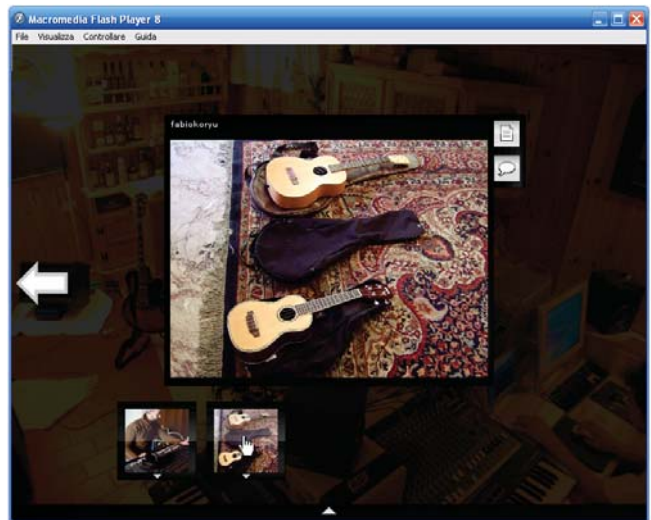 Macromedia Flash Player 8
File Visualizza Controllare Guida
fabiokoryu